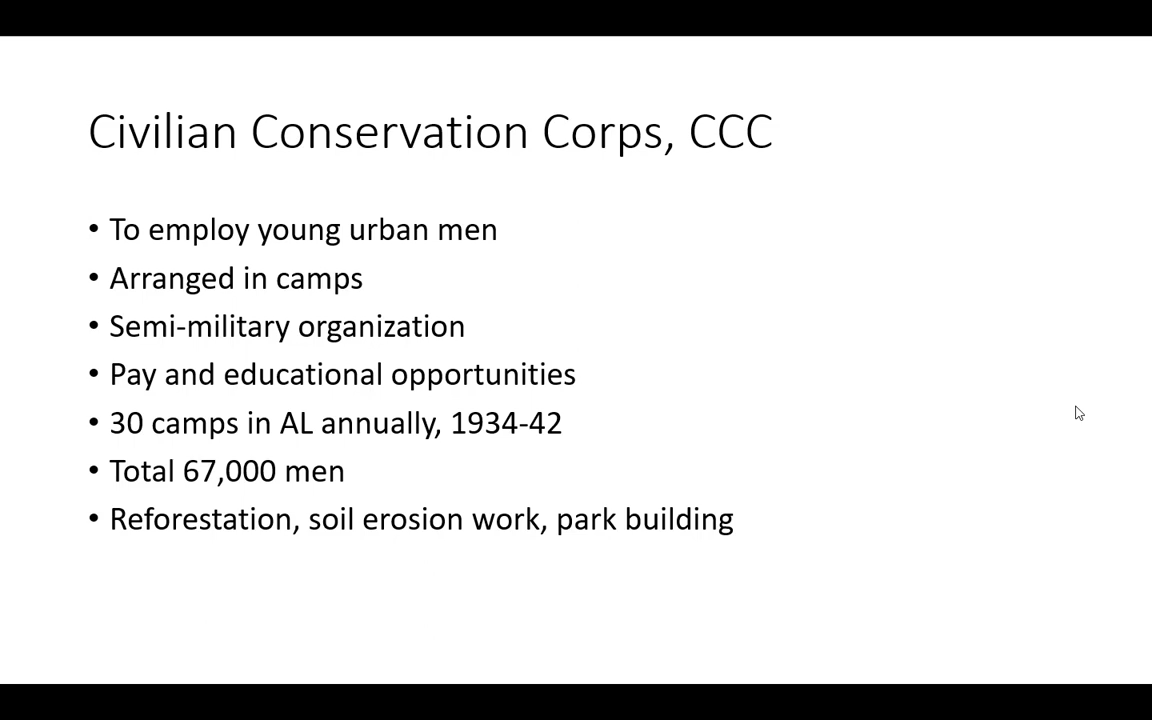 Civilian Conservation Corps, CCC
• To employ young urban men
• Arranged in camps
• Semi-military organization
• Pay and educational opportunities
• 30 camps in AL annually, 1934-42
• Total 67,000 men
• Reforestation, soil erosion work, park building